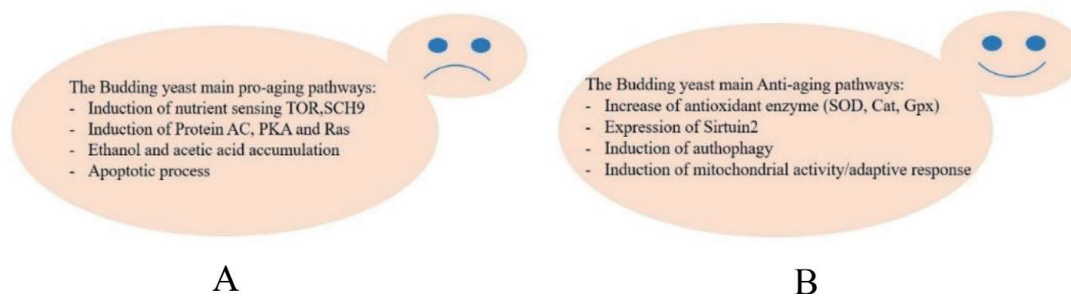 The Budding yeast main pro-aging pathways:
- Induction of nutrient sensing TOR,SCH9
- Induction of Protein AC, PKA and Ras
- Ethanol and acetic acid accumulation
- Apoptotic process
A
The Budding yeast main Anti-aging pathways:
- Increase of antioxidant enzyme (SOD, Cat, Gpx)
- Expression of Sirtuin2
- Induction of authophagy
- Induction of mitochondrial activity/adaptive response
B